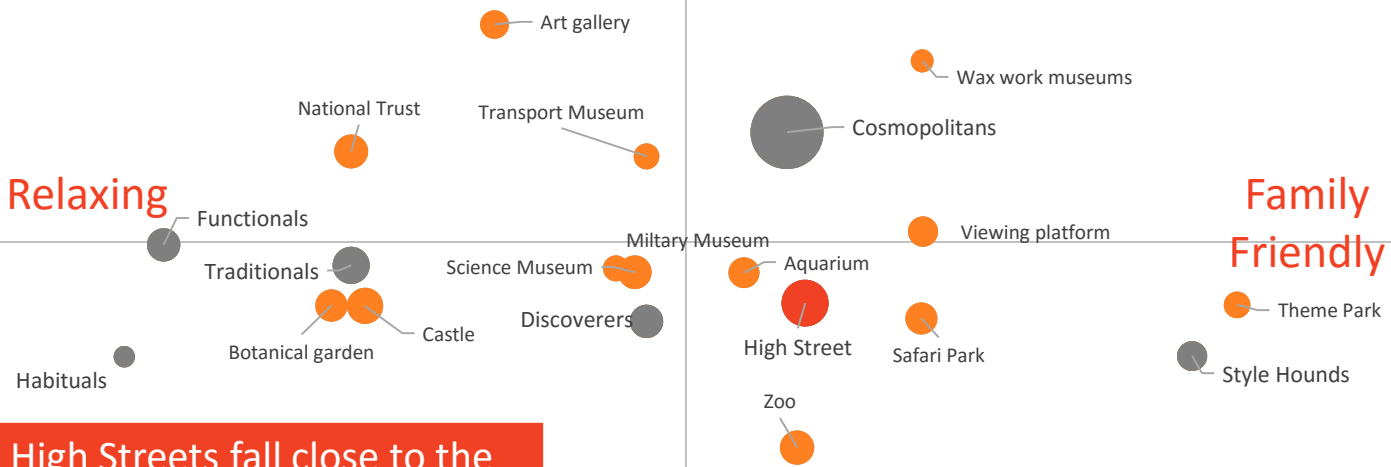 Art gallery
Wax work museums
National Trust
Transport Museum
Cosmopolitans
Relaxing
Family
Friendly
Functionals
Viewing platform
Miltary Museum
Traditionals
Science Museum
Aquarium
Discoverers
Theme Park
Castle
Botanical garden
High Street
Safari Park
Habituals
Style Hounds
Zoo
High Streets fall close to the